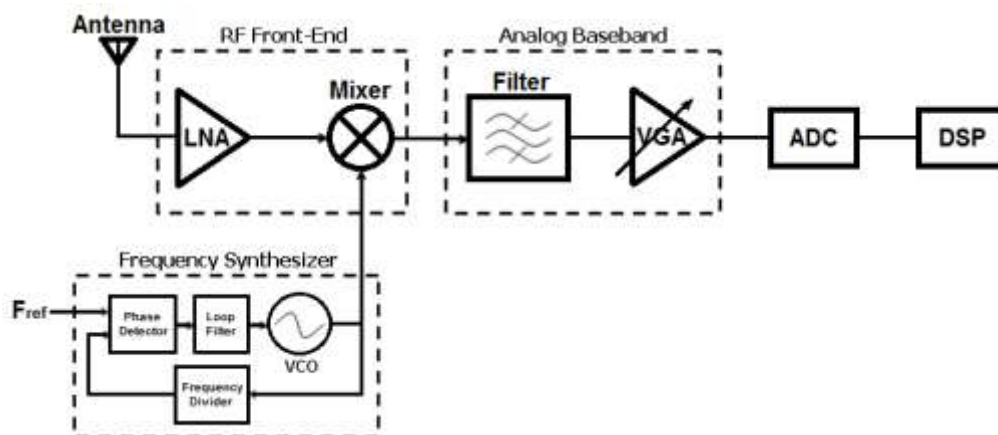 Antenna
RF Front-End
Analog Baseband
Mixer
Filter
LNA
VGA
ADC
DSP
Frequency Synthesizer
Fref
Phase
Detector
Loop
Filter
VCO
Frequency
Divider